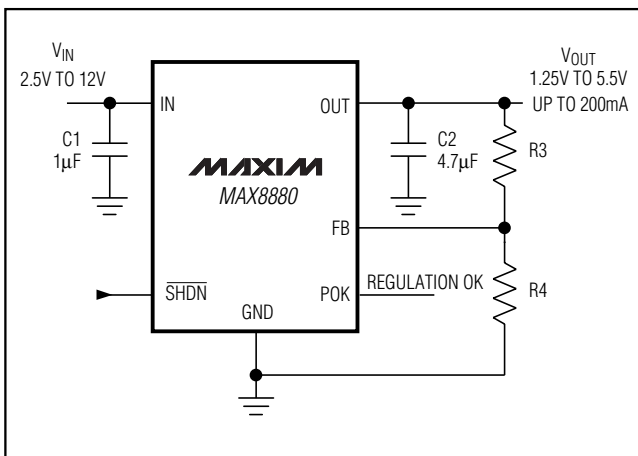 V_IN
2.5V TO 12V
V_OUT
1.25V TO 5.5V
UP TO 200mA
IN
OUT
C1
1µF
C2
4.7µF
R3
MAXIM
MAX8880
FB
SHDN
POK
REGULATION OK
R4
GND